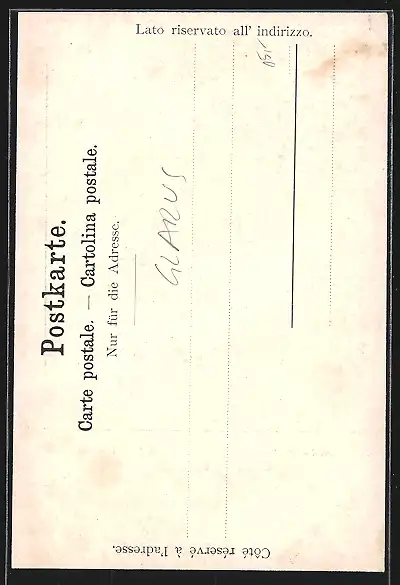 Lato riservato all' indirizzo.
Postkarte.
Carte postale. — Cartolina postale.
Nur für die Adresse.
GLARUS
Côté réservé à l'adresse.